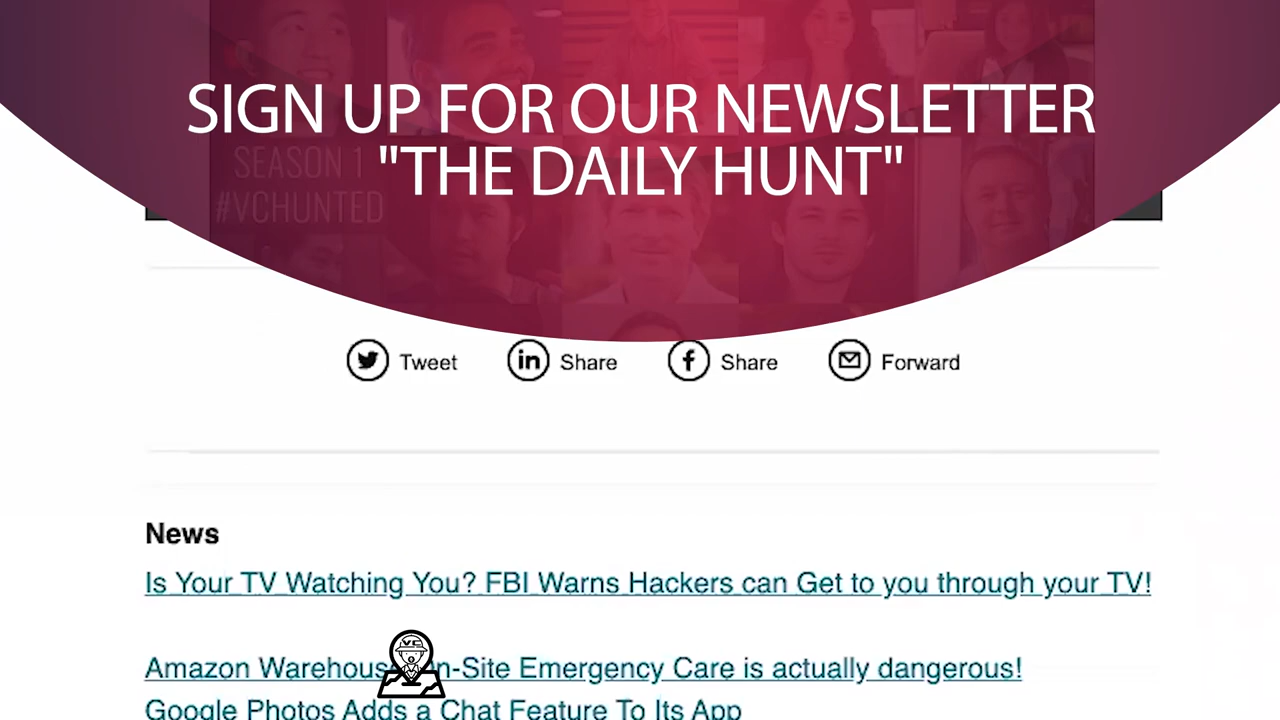 SIGN UP FOR OUR NEWSLETTER
"THE DAILY HUNT"
SEASON 1
#VCHUNTED
Tweet
Share
Share
Forward
News
Is Your TV Watching You? FBI Warns Hackers can Get to you through your TV!
VC
Amazon Warehouse n-Site Emergency Care is actually dangerous!
Google Photos Adds a Chat Feature To Its App